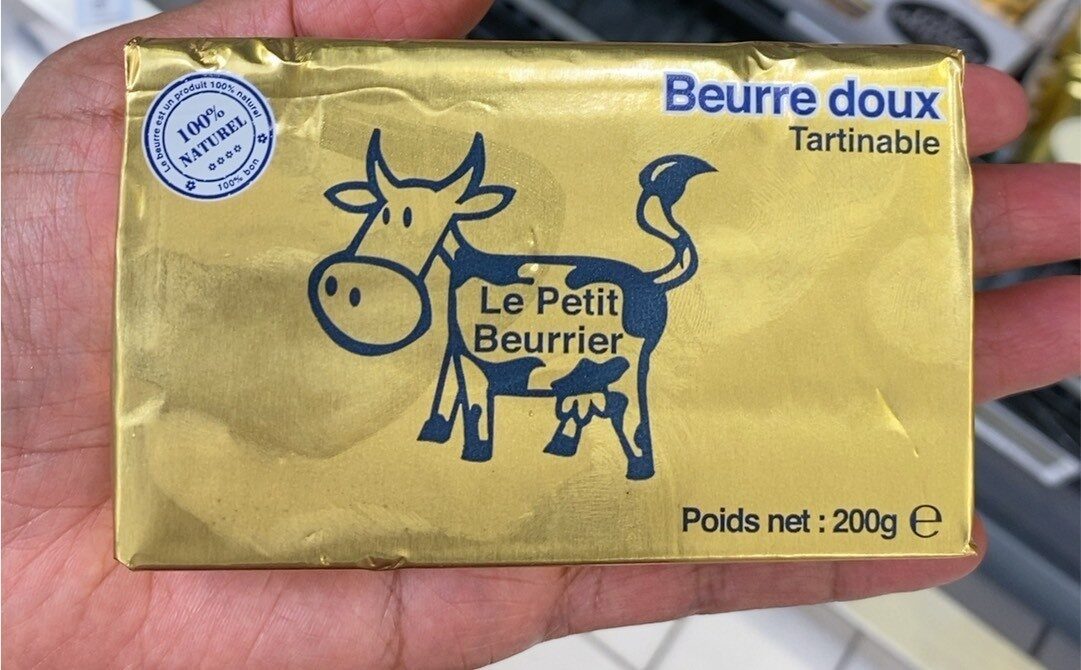 Le beurre est un produit 100% naturel
100%
NATUREL
100% bon
Beurre doux
Tartinable
Le Petit
Beurrier
Poids net : 200g ℮